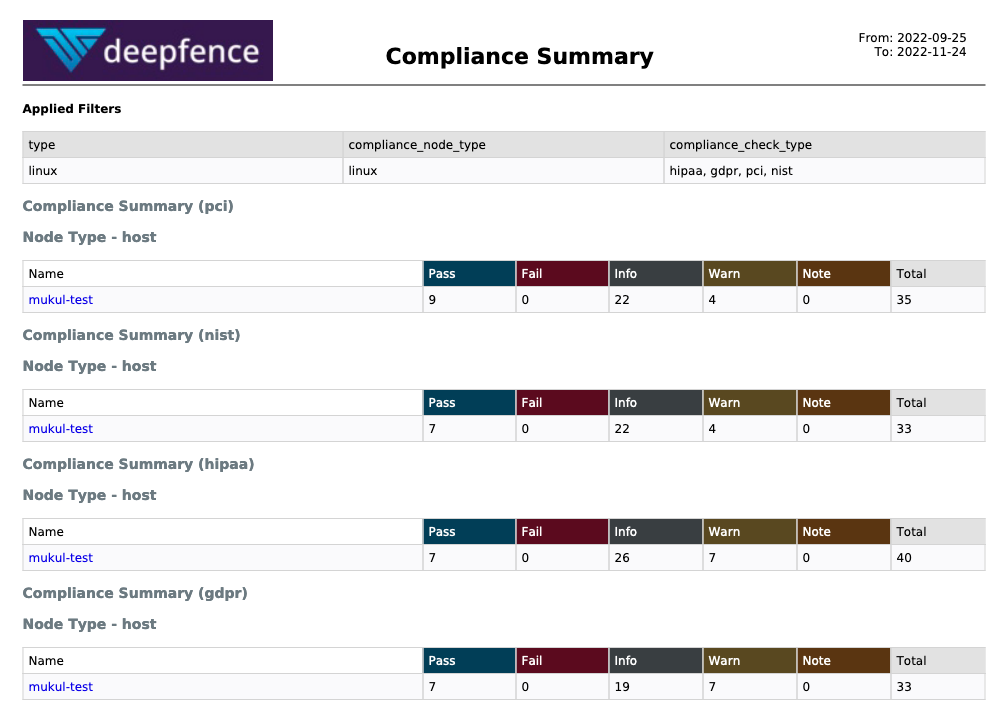 deepfence
Compliance Summary
From: 2022-09-25
To: 2022-11-24
Applied Filters
type compliance_node_type compliance_check_type
linux linux hipaa, gdpr, pci, nist
Compliance Summary (pci)
Node Type - host
Name Pass Fail Info Warn Note Total
mukul-test 9 0 22 4 0 35
Compliance Summary (nist)
Node Type - host
Name Pass Fail Info Warn Note Total
mukul-test 7 0 22 4 0 33
Compliance Summary (hipaa)
Node Type - host
Name Pass Fail Info Warn Note Total
mukul-test 7 0 26 7 0 40
Compliance Summary (gdpr)
Node Type - host
Name Pass Fail Info Warn Note Total
mukul-test 7 0 19 7 0 33